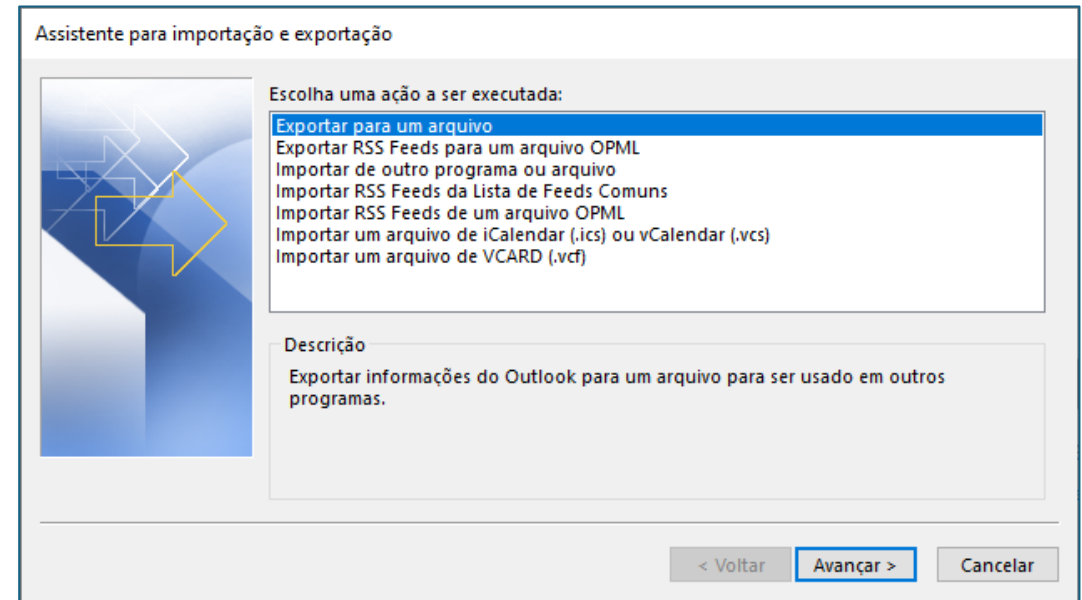 Assistente para importação e exportação
Escolha uma ação a ser executada:
Exportar para um arquivo
Exportar RSS Feeds para um arquivo OPML
Importar de outro programa ou arquivo
Importar RSS Feeds da Lista de Feeds Comuns
Importar RSS Feeds de um arquivo OPML
Importar um arquivo de iCalendar (.ics) ou vCalendar (.vcs)
Importar um arquivo de VCARD (.vcf)
Descrição
Exportar informações do Outlook para um arquivo para ser usado em outros
programas.
< Voltar Avançar > Cancelar